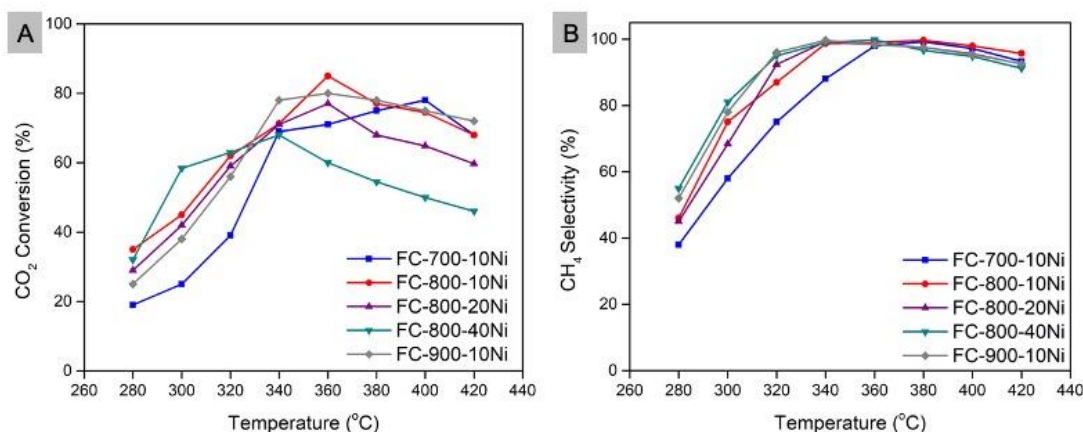 A
CO₂ Conversion (%)
100
80
60
40
20
0
260 280 300 320 340 360 380 400 420 440
Temperature (°C)
FC-700-10Ni
FC-800-10Ni
FC-800-20Ni
FC-800-40Ni
FC-900-10Ni
B
CH₄ Selectivity (%)
100
80
60
40
20
0
260 280 300 320 340 360 380 400 420 440
Temperature (°C)
FC-700-10Ni
FC-800-10Ni
FC-800-20Ni
FC-800-40Ni
FC-900-10Ni